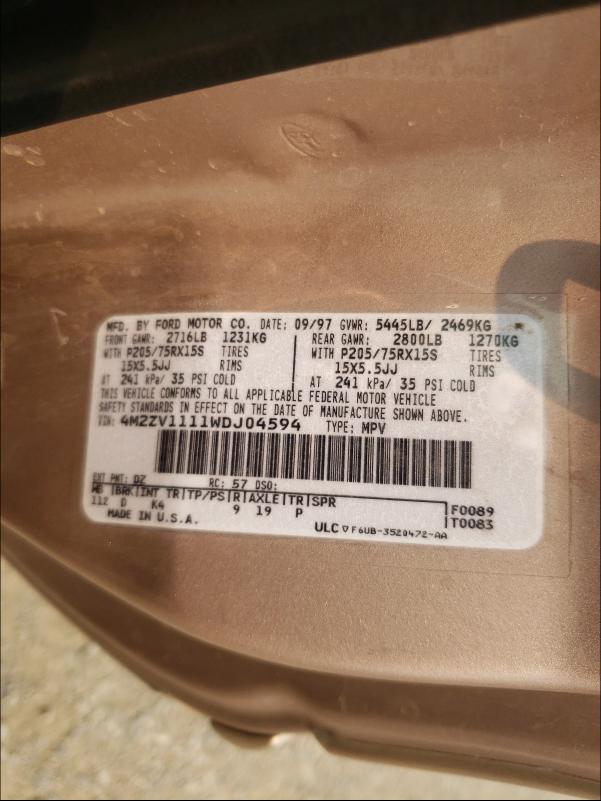 MFD. BY FORD MOTOR CO. DATE: 09/97 GVWR: 5445LB/ 2469KG
FRONT GAWR: 2716LB 1231KG REAR GAWR: 2800LB 1270KG
WITH P205/75RX15S TIRES WITH P205/75RX15S TIRES
15X5.5JJ RIMS 15X5.5JJ RIMS
AT 241 kPa/ 35 PSI COLD AT 241 kPa/ 35 PSI COLD
THIS VEHICLE CONFORMS TO ALL APPLICABLE FEDERAL MOTOR VEHICLE
SAFETY STANDARDS IN EFFECT ON THE DATE OF MANUFACTURE SHOWN ABOVE.
VIN: 4M2ZV1111WDJ04594 TYPE: MPV
EXT PNT: DZ RC: 57 DSO:
WB BRK INT TR TP/PS R AXLE TR SPR F0089
112 D K4 9 19 P T0083
MADE IN U.S.A. ULC ▽ F6UB-3520472-AA